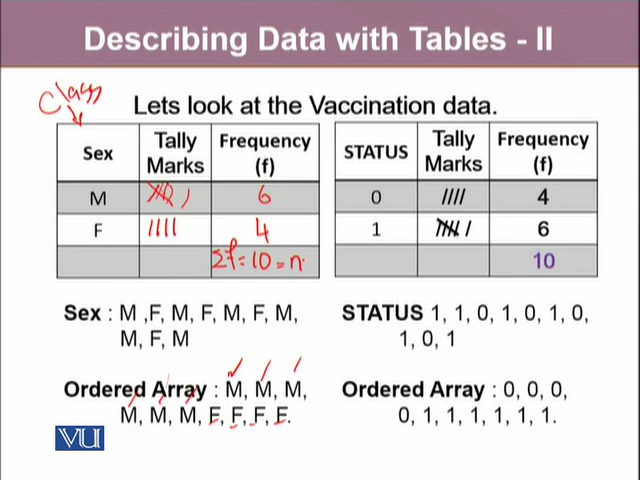 Describing Data with Tables - II
Class
Lets look at the Vaccination data.
Sex Tally Marks Frequency (f)
M 6
F //// 4
Σf = 10 = n
STATUS Tally Marks Frequency (f)
0 //// 4
1 6
10
Sex : M ,F, M, F, M, F, M,
M, F, M
Ordered Array : M, M, M,
M, M, M, F, F, F, F.
STATUS 1, 1, 0, 1, 0, 1, 0,
1, 0, 1
Ordered Array : 0, 0, 0,
0, 1, 1, 1, 1, 1, 1.
VU